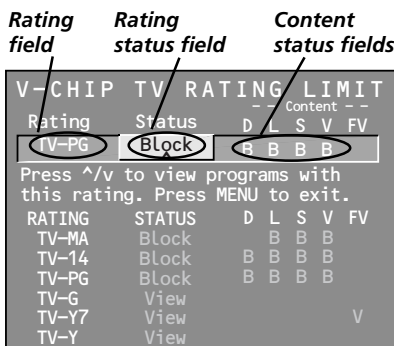 Rating field
Rating status field
Content status fields
V-CHIP TV RATING LIMIT
– – Content – –
Rating Status D L S V FV
TV-PG Block B B B B
Press ^/v to view programs with
this rating. Press MENU to exit.
RATING STATUS D L S V FV
TV-MA Block B B B
TV-14 Block B B B B
TV-PG Block B B B B
TV-G View
TV-Y7 View V
TV-Y View